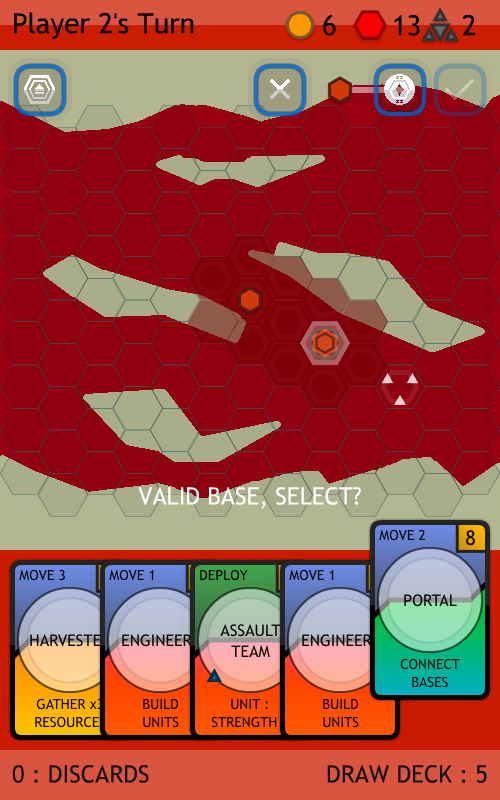 Player 2's Turn 6 13 2
VALID BASE, SELECT?
MOVE 3
HARVESTE
GATHER x3
RESOURCE
MOVE 1
ENGINEER
BUILD
UNITS
DEPLOY
ASSAULT
TEAM
UNIT :
STRENGTH
MOVE 1
ENGINEER
BUILD
UNITS
MOVE 2 8
PORTAL
CONNECT
BASES
0 : DISCARDS
DRAW DECK : 5